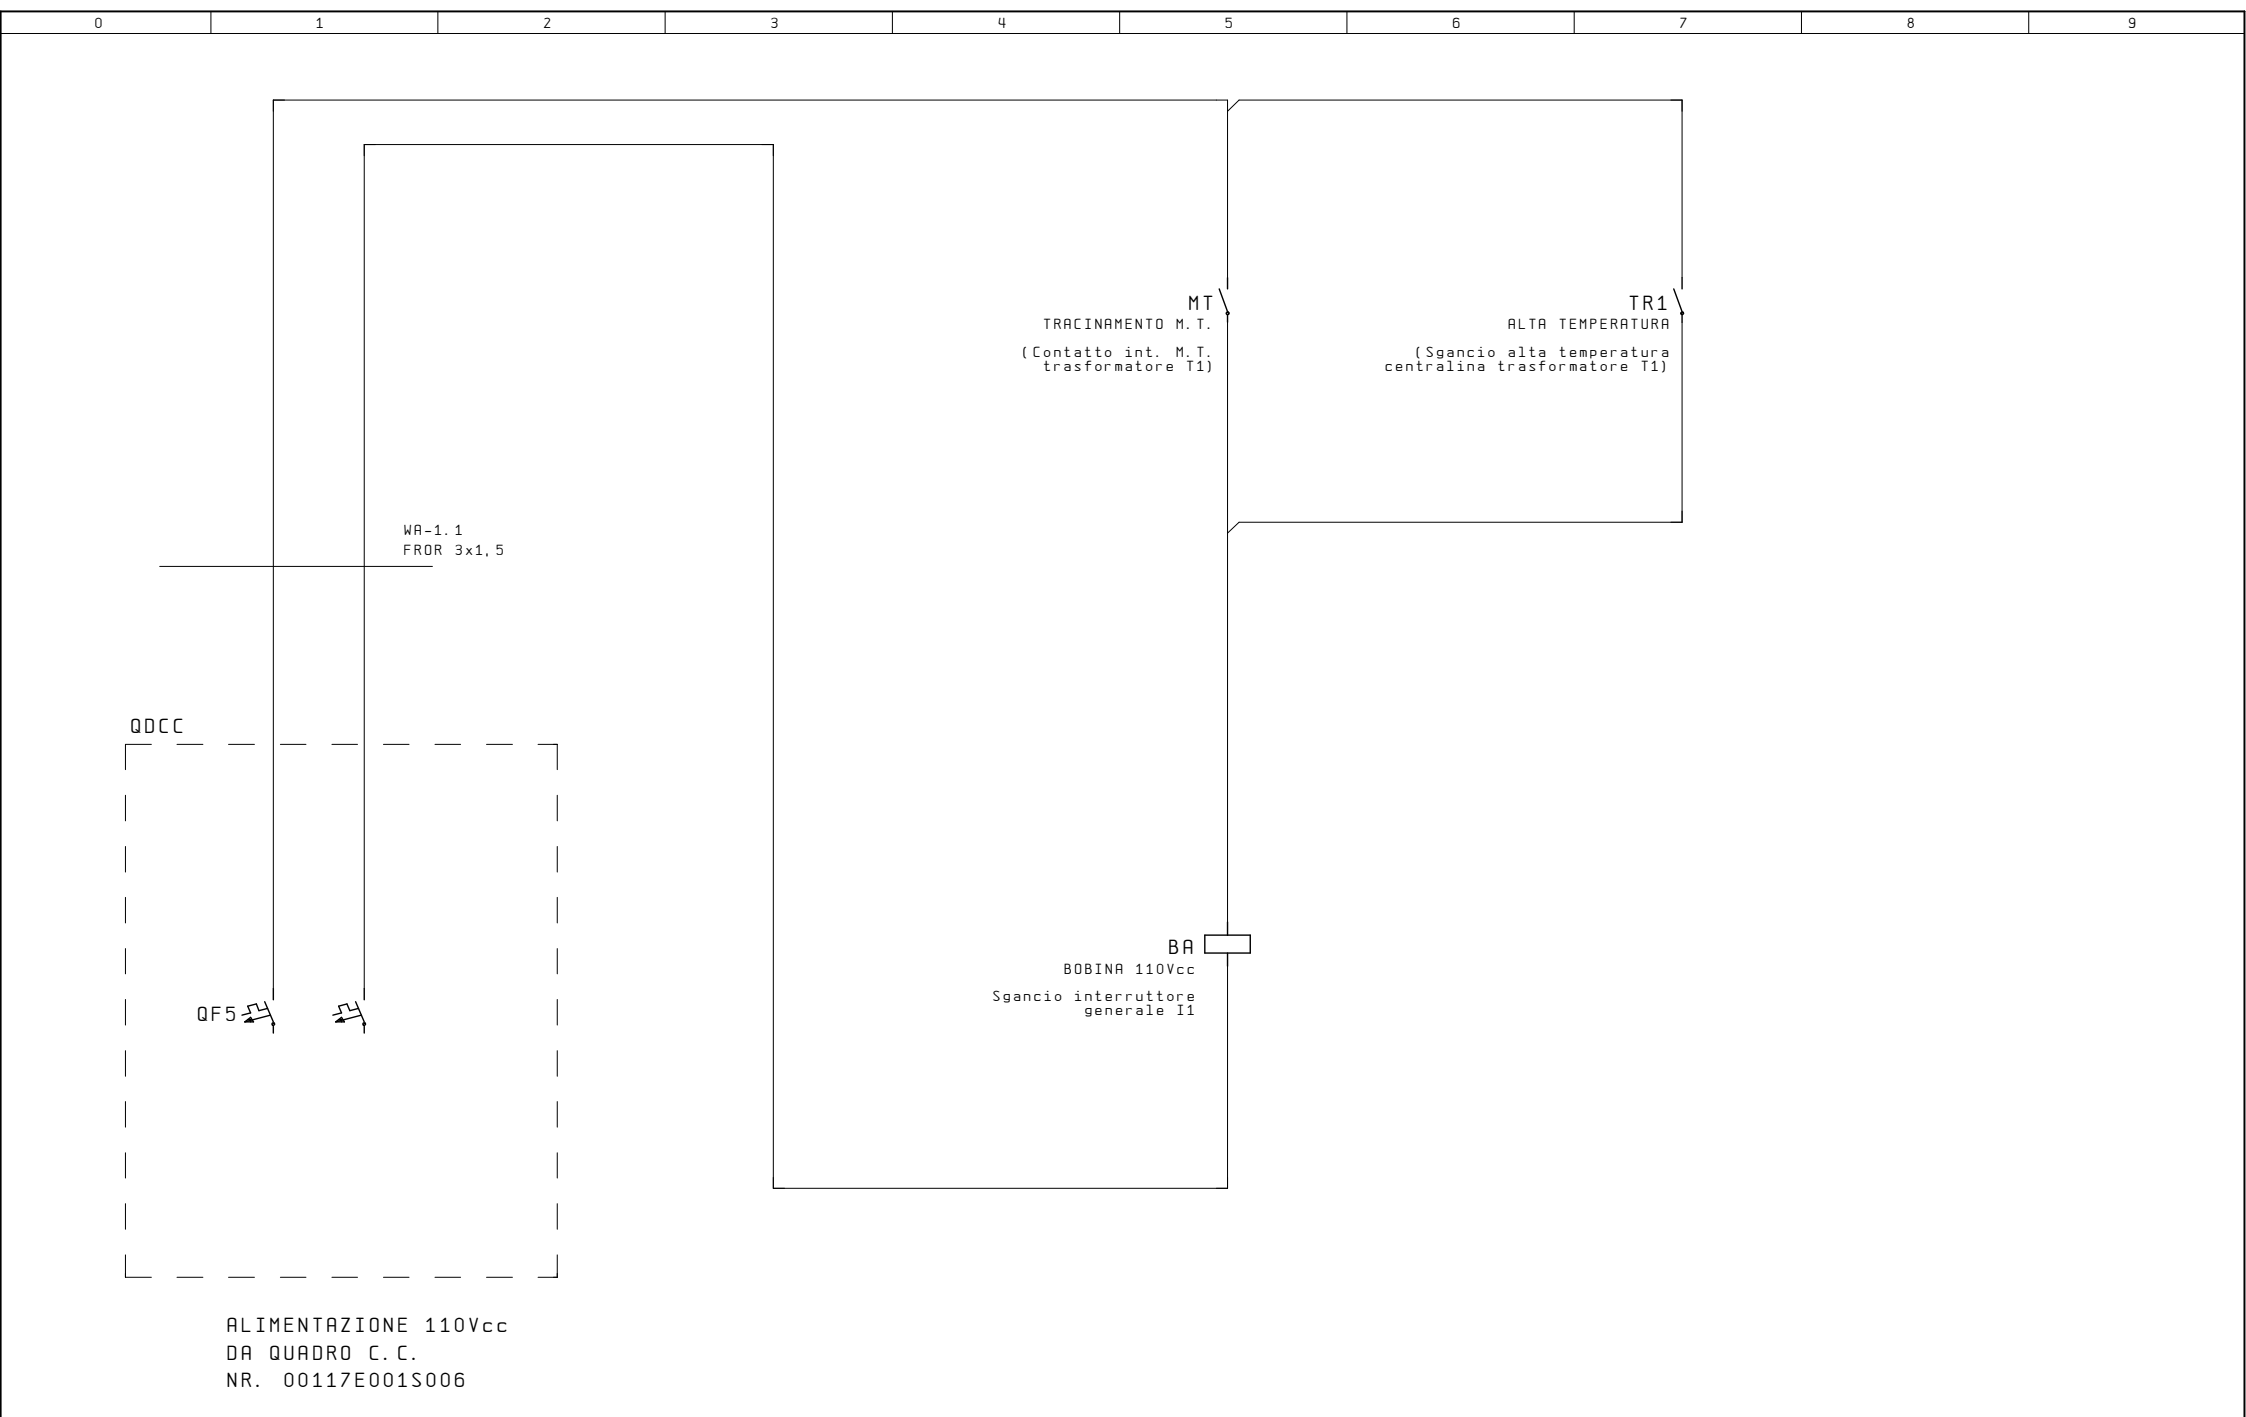 0 1 2 3 4 5 6 7 8 9
MT
TRACINAMENTO M.T.
(Contatto int. M.T.
trasformatore T1)
TR1
ALTA TEMPERATURA
(Sgancio alta temperatura
centralina trasformatore T1)
WA-1.1
FROR 3x1,5
QDCC
BA
BOBINA 110Vcc
Sgancio interruttore
generale I1
QF5
ALIMENTAZIONE 110Vcc
DA QUADRO C.C.
NR. 00117E001S006